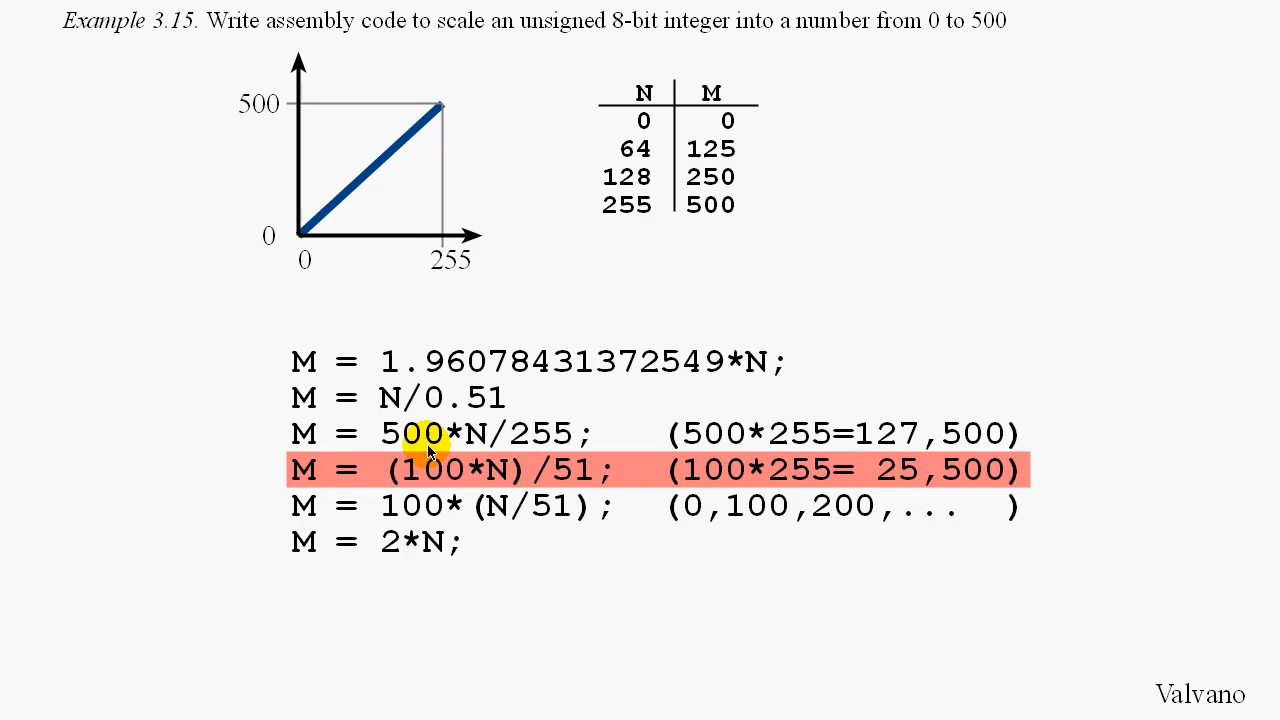 Example 3.15. Write assembly code to scale an unsigned 8-bit integer into a number from 0 to 500
500
0
0 255
N M
0 0
64 125
128 250
255 500
M = 1.96078431372549*N;
M = N/0.51
M = 500*N/255; (500*255=127,500)
M = (100*N)/51; (100*255= 25,500)
M = 100*(N/51); (0,100,200,... )
M = 2*N;
Valvano